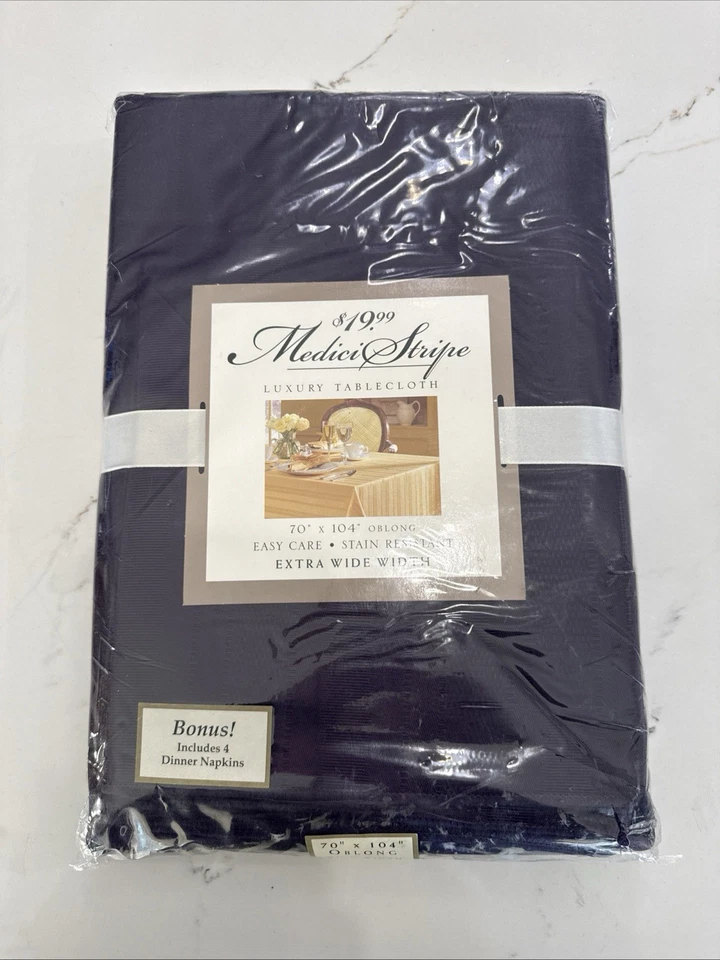 $19.99
Medici Stripe
LUXURY TABLECLOTH
70" X 104" OBLONG
EASY CARE • STAIN RESISTANT
EXTRA WIDE WIDTH
Bonus!
Includes 4
Dinner Napkins
70" x 104"
OBLONG